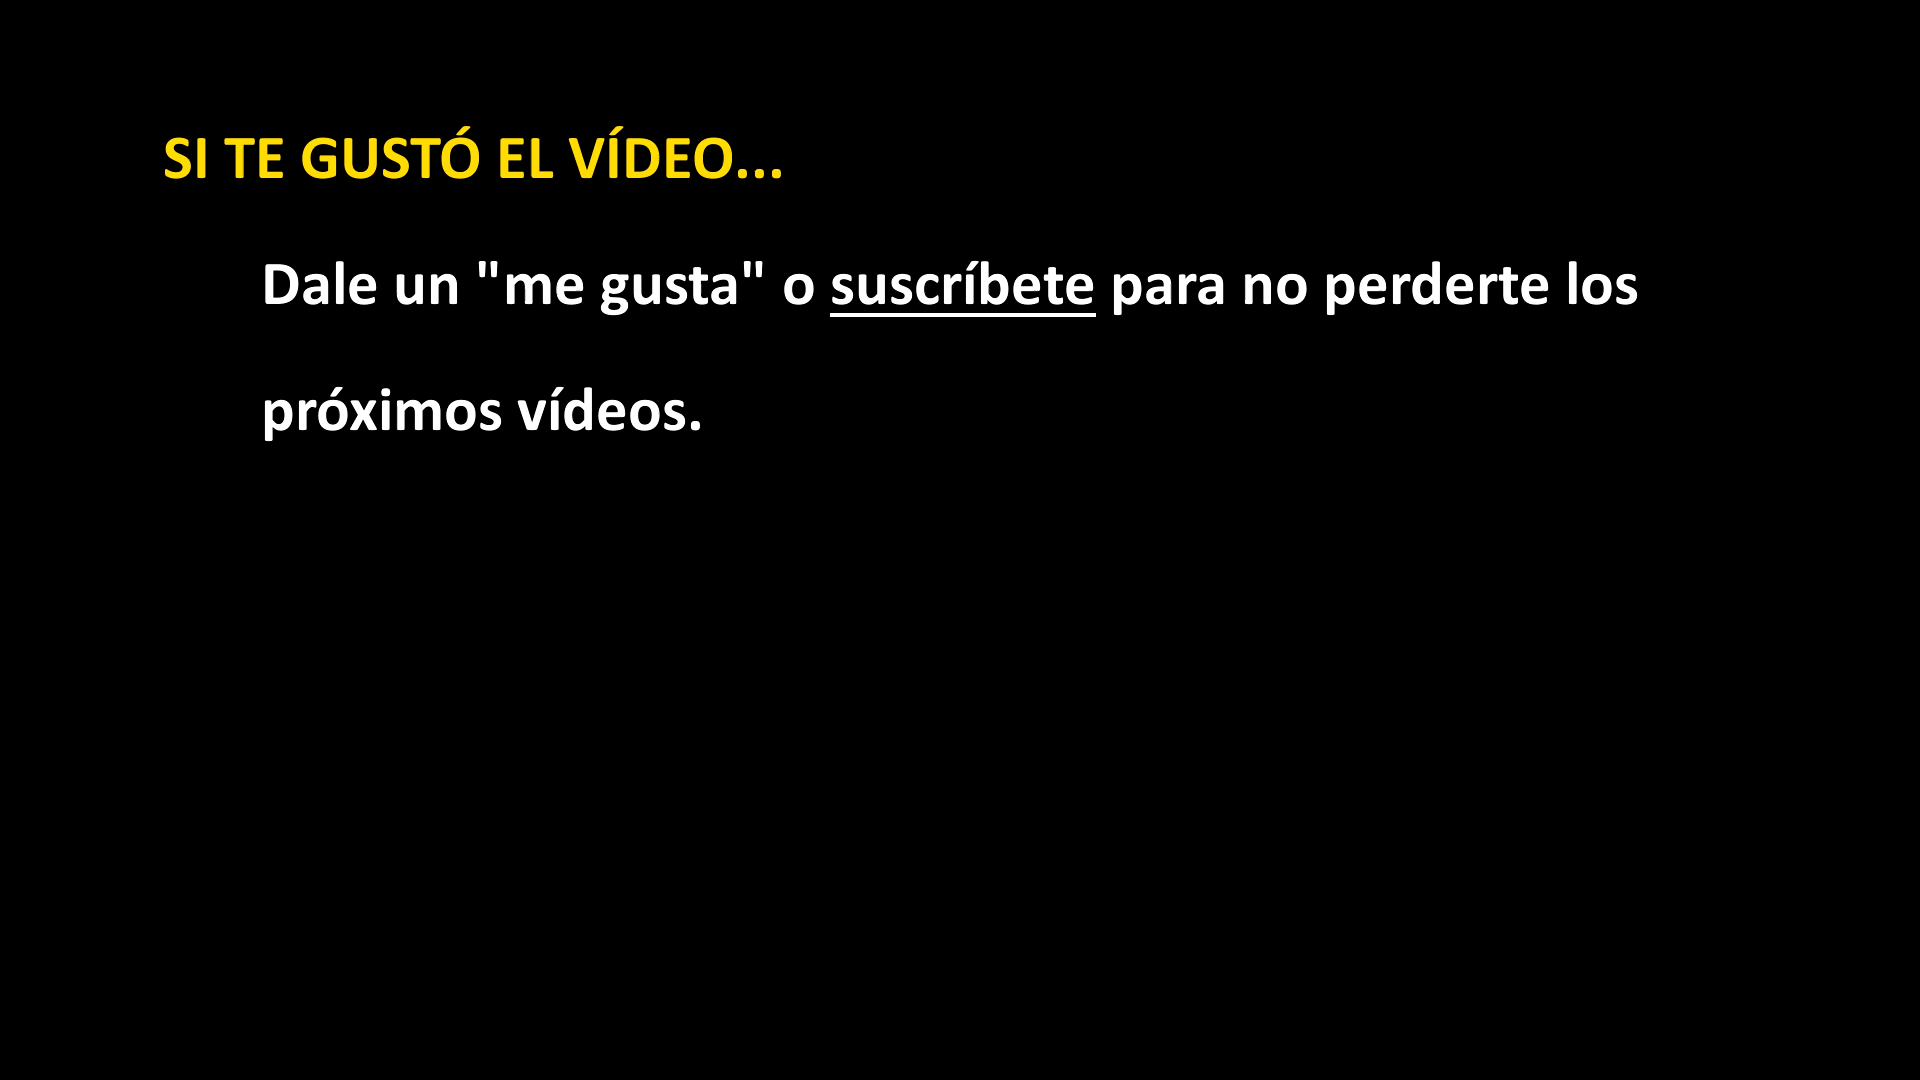 SI TE GUSTÓ EL VÍDEO...
Dale un "me gusta" o suscríbete para no perderte los
próximos vídeos.